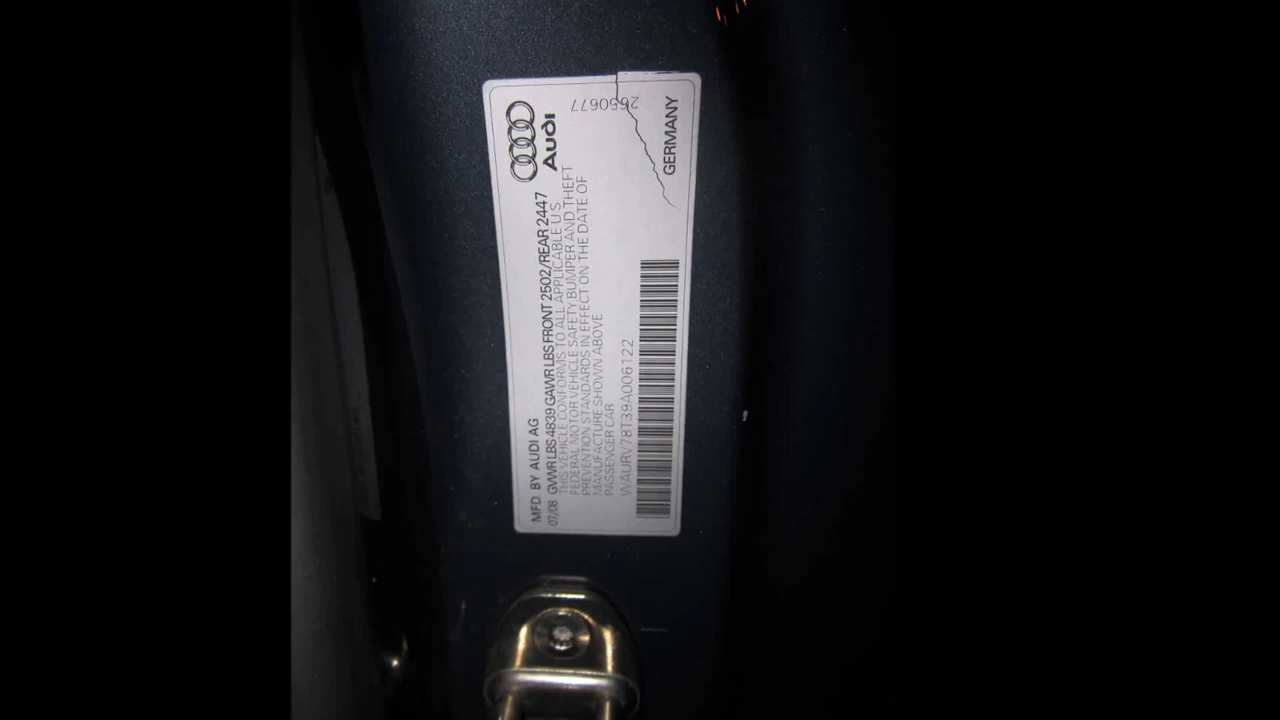 Audi
2650677
GERMANY
MFD. BY AUDI AG
07/08 GVWR LBS 4839 GAWR LBS FRONT 2502/REAR 2447
THIS VEHICLE CONFORMS TO ALL APPLICABLE U S
FEDERAL MOTOR VEHICLE SAFETY, BUMPER AND THEFT
PREVENTION STANDARDS IN EFFECT ON THE DATE OF
MANUFACTURE SHOWN ABOVE
PASSENGER CAR
WAURV78T39A006122